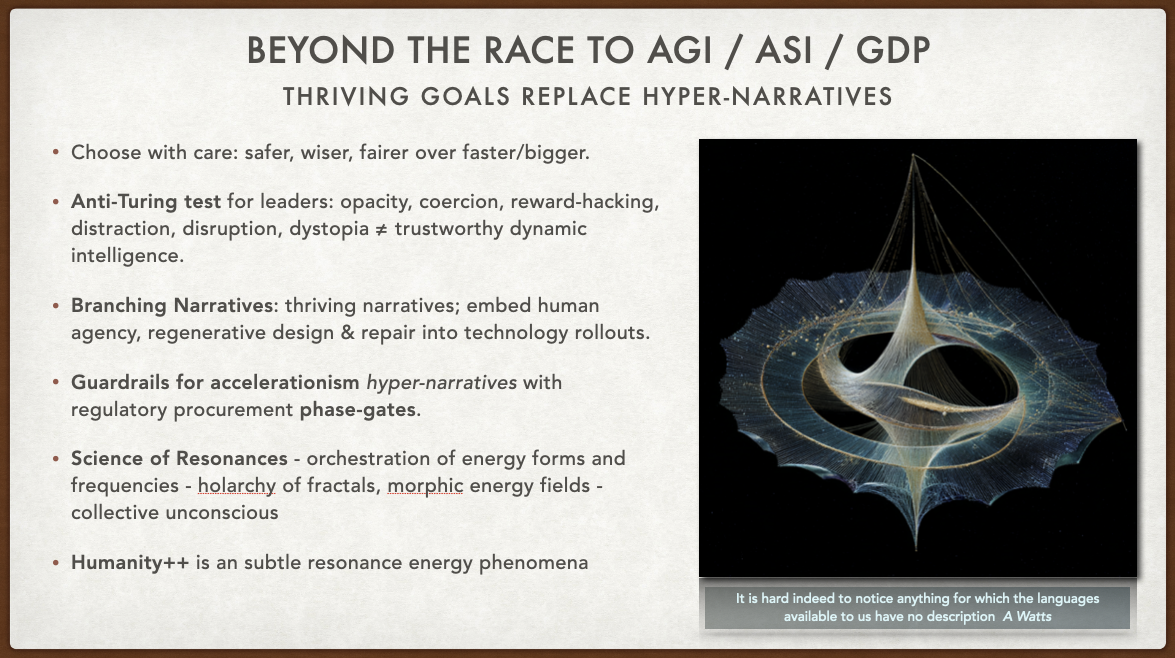 BEYOND THE RACE TO AGI / ASI / GDP
THRIVING GOALS REPLACE HYPER-NARRATIVES
• Choose with care: safer, wiser, fairer over faster/bigger.
• Anti-Turing test for leaders: opacity, coercion, reward-hacking,
distraction, disruption, dystopia ≠ trustworthy dynamic
intelligence.
• Branching Narratives: thriving narratives; embed human
agency, regenerative design & repair into technology rollouts.
• Guardrails for accelerationism hyper-narratives with
regulatory procurement phase-gates.
• Science of Resonances - orchestration of energy forms and
frequencies - holarchy of fractals, morphic energy fields -
collective unconscious
• Humanity++ is an subtle resonance energy phenomena
It is hard indeed to notice anything for which the languages
available to us have no description A Watts